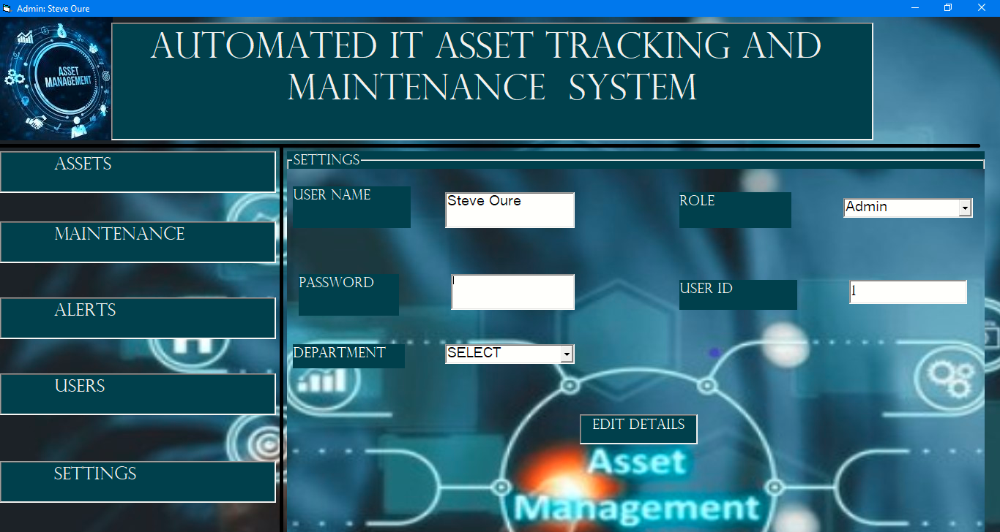 Admin: Steve Oure
ASSET
MANAGEMENT
AUTOMATED IT ASSET TRACKING AND
MAINTENANCE SYSTEM
ASSETS
MAINTENANCE
ALERTS
USERS
SETTINGS
SETTINGS
USER NAME
Steve Oure
ROLE
Admin
PASSWORD
USER ID
1
DEPARTMENT
SELECT
EDIT DETAILS
Asset
Management